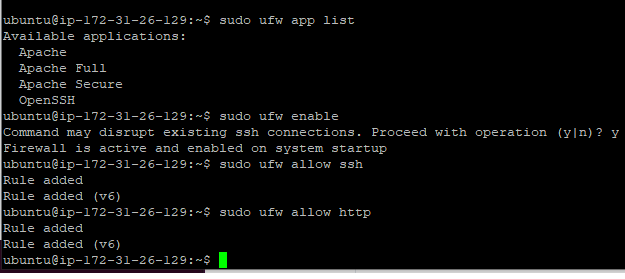 ubuntu@ip-172-31-26-129:~$ sudo ufw app list
Available applications:
  Apache
  Apache Full
  Apache Secure
  OpenSSH
ubuntu@ip-172-31-26-129:~$ sudo ufw enable
Command may disrupt existing ssh connections. Proceed with operation (y|n)? y
Firewall is active and enabled on system startup
ubuntu@ip-172-31-26-129:~$ sudo ufw allow ssh
Rule added
Rule added (v6)
ubuntu@ip-172-31-26-129:~$ sudo ufw allow http
Rule added
Rule added (v6)
ubuntu@ip-172-31-26-129:~$